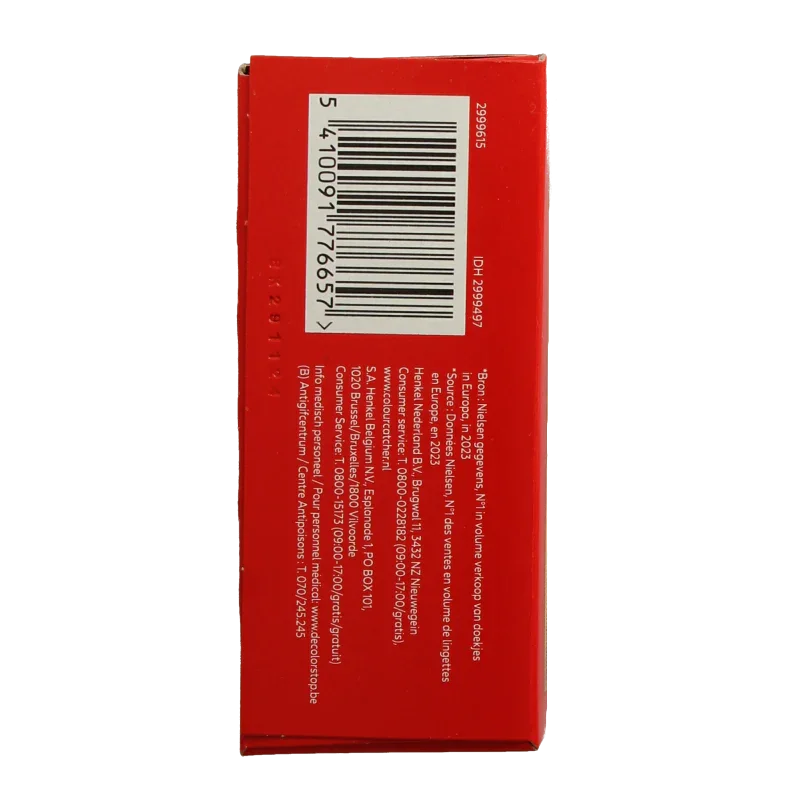 2999615
IDH 2999497
5 410091 776657 >
*Bron : Nielsen gegevens, N°1 in volume verkoop van doekjes
in Europa, in 2023
*Source : Données Nielsen, N°1 des ventes en volume de lingettes
en Europe, en 2023
Henkel Nederland B.V., Brugwal 11, 3432 NZ Nieuwegein
Consumer service: T. 0800-0228182 (09:00-17:00/gratis),
www.colourcatcher.nl
S.A. Henkel Belgium N.V., Esplanade 1, PO BOX 101,
1020 Brussel/Bruxelles/1800 Vilvoorde
Consumer Service: T. 0800-15173 (09:00-17:00/gratis/gratuit)
Info medisch personeel / Pour personnel médical: www.decolorstop.be
(B) Antigifcentrum / Centre Antipoisons : T. 070/245.245